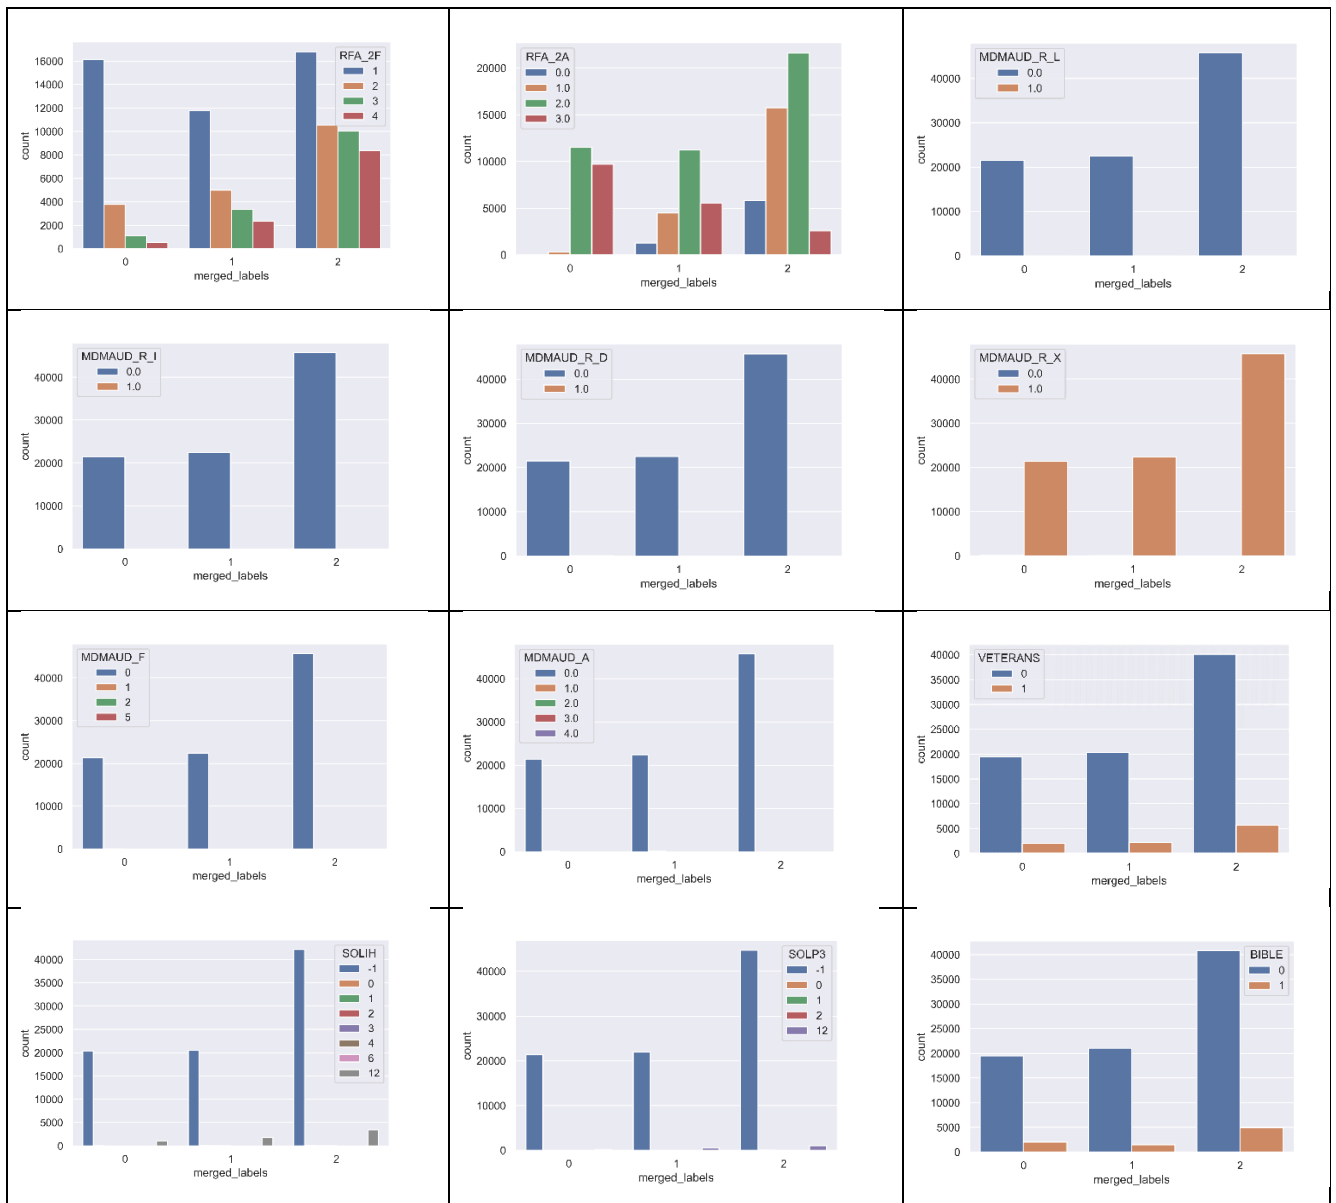 RFA_2F
1
2
3
4
16000
14000
12000
10000
8000
6000
4000
2000
0
count
0 1 2
merged_labels
RFA_2A
0.0
1.0
2.0
3.0
20000
15000
10000
5000
0
count
0 1 2
merged_labels
MDMAUD_R_L
0.0
1.0
40000
30000
20000
10000
0
count
0 1 2
merged_labels
MDMAUD_R_I
0.0
1.0
40000
30000
20000
10000
0
count
0 1 2
merged_labels
MDMAUD_R_D
0.0
1.0
40000
30000
20000
10000
0
count
0 1 2
merged_labels
MDMAUD_R_X
0.0
1.0
40000
30000
20000
10000
0
count
0 1 2
merged_labels
MDMAUD_F
0
1
2
5
40000
30000
20000
10000
0
count
0 1 2
merged_labels
MDMAUD_A
0.0
1.0
2.0
3.0
4.0
40000
30000
20000
10000
0
count
0 1 2
merged_labels
VETERANS
0
1
40000
35000
30000
25000
20000
15000
10000
5000
0
count
0 1 2
merged_labels
SOLIH
-1
0
1
2
3
4
6
12
40000
35000
30000
25000
20000
15000
10000
5000
0
count
0 1 2
merged_labels
SOLP3
-1
0
1
2
12
40000
30000
20000
10000
0
count
0 1 2
merged_labels
BIBLE
0
1
40000
35000
30000
25000
20000
15000
10000
5000
0
count
0 1 2
merged_labels